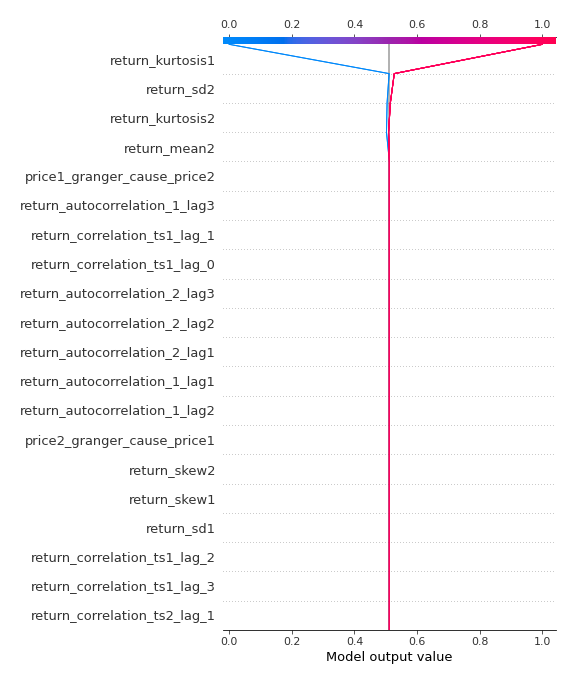 0.0 0.2 0.4 0.6 0.8 1.0
return_kurtosis1
return_sd2
return_kurtosis2
return_mean2
price1_granger_cause_price2
return_autocorrelation_1_lag3
return_correlation_ts1_lag_1
return_correlation_ts1_lag_0
return_autocorrelation_2_lag3
return_autocorrelation_2_lag2
return_autocorrelation_2_lag1
return_autocorrelation_1_lag1
return_autocorrelation_1_lag2
price2_granger_cause_price1
return_skew2
return_skew1
return_sd1
return_correlation_ts1_lag_2
return_correlation_ts1_lag_3
return_correlation_ts2_lag_1
0.0 0.2 0.4 0.6 0.8 1.0
Model output value